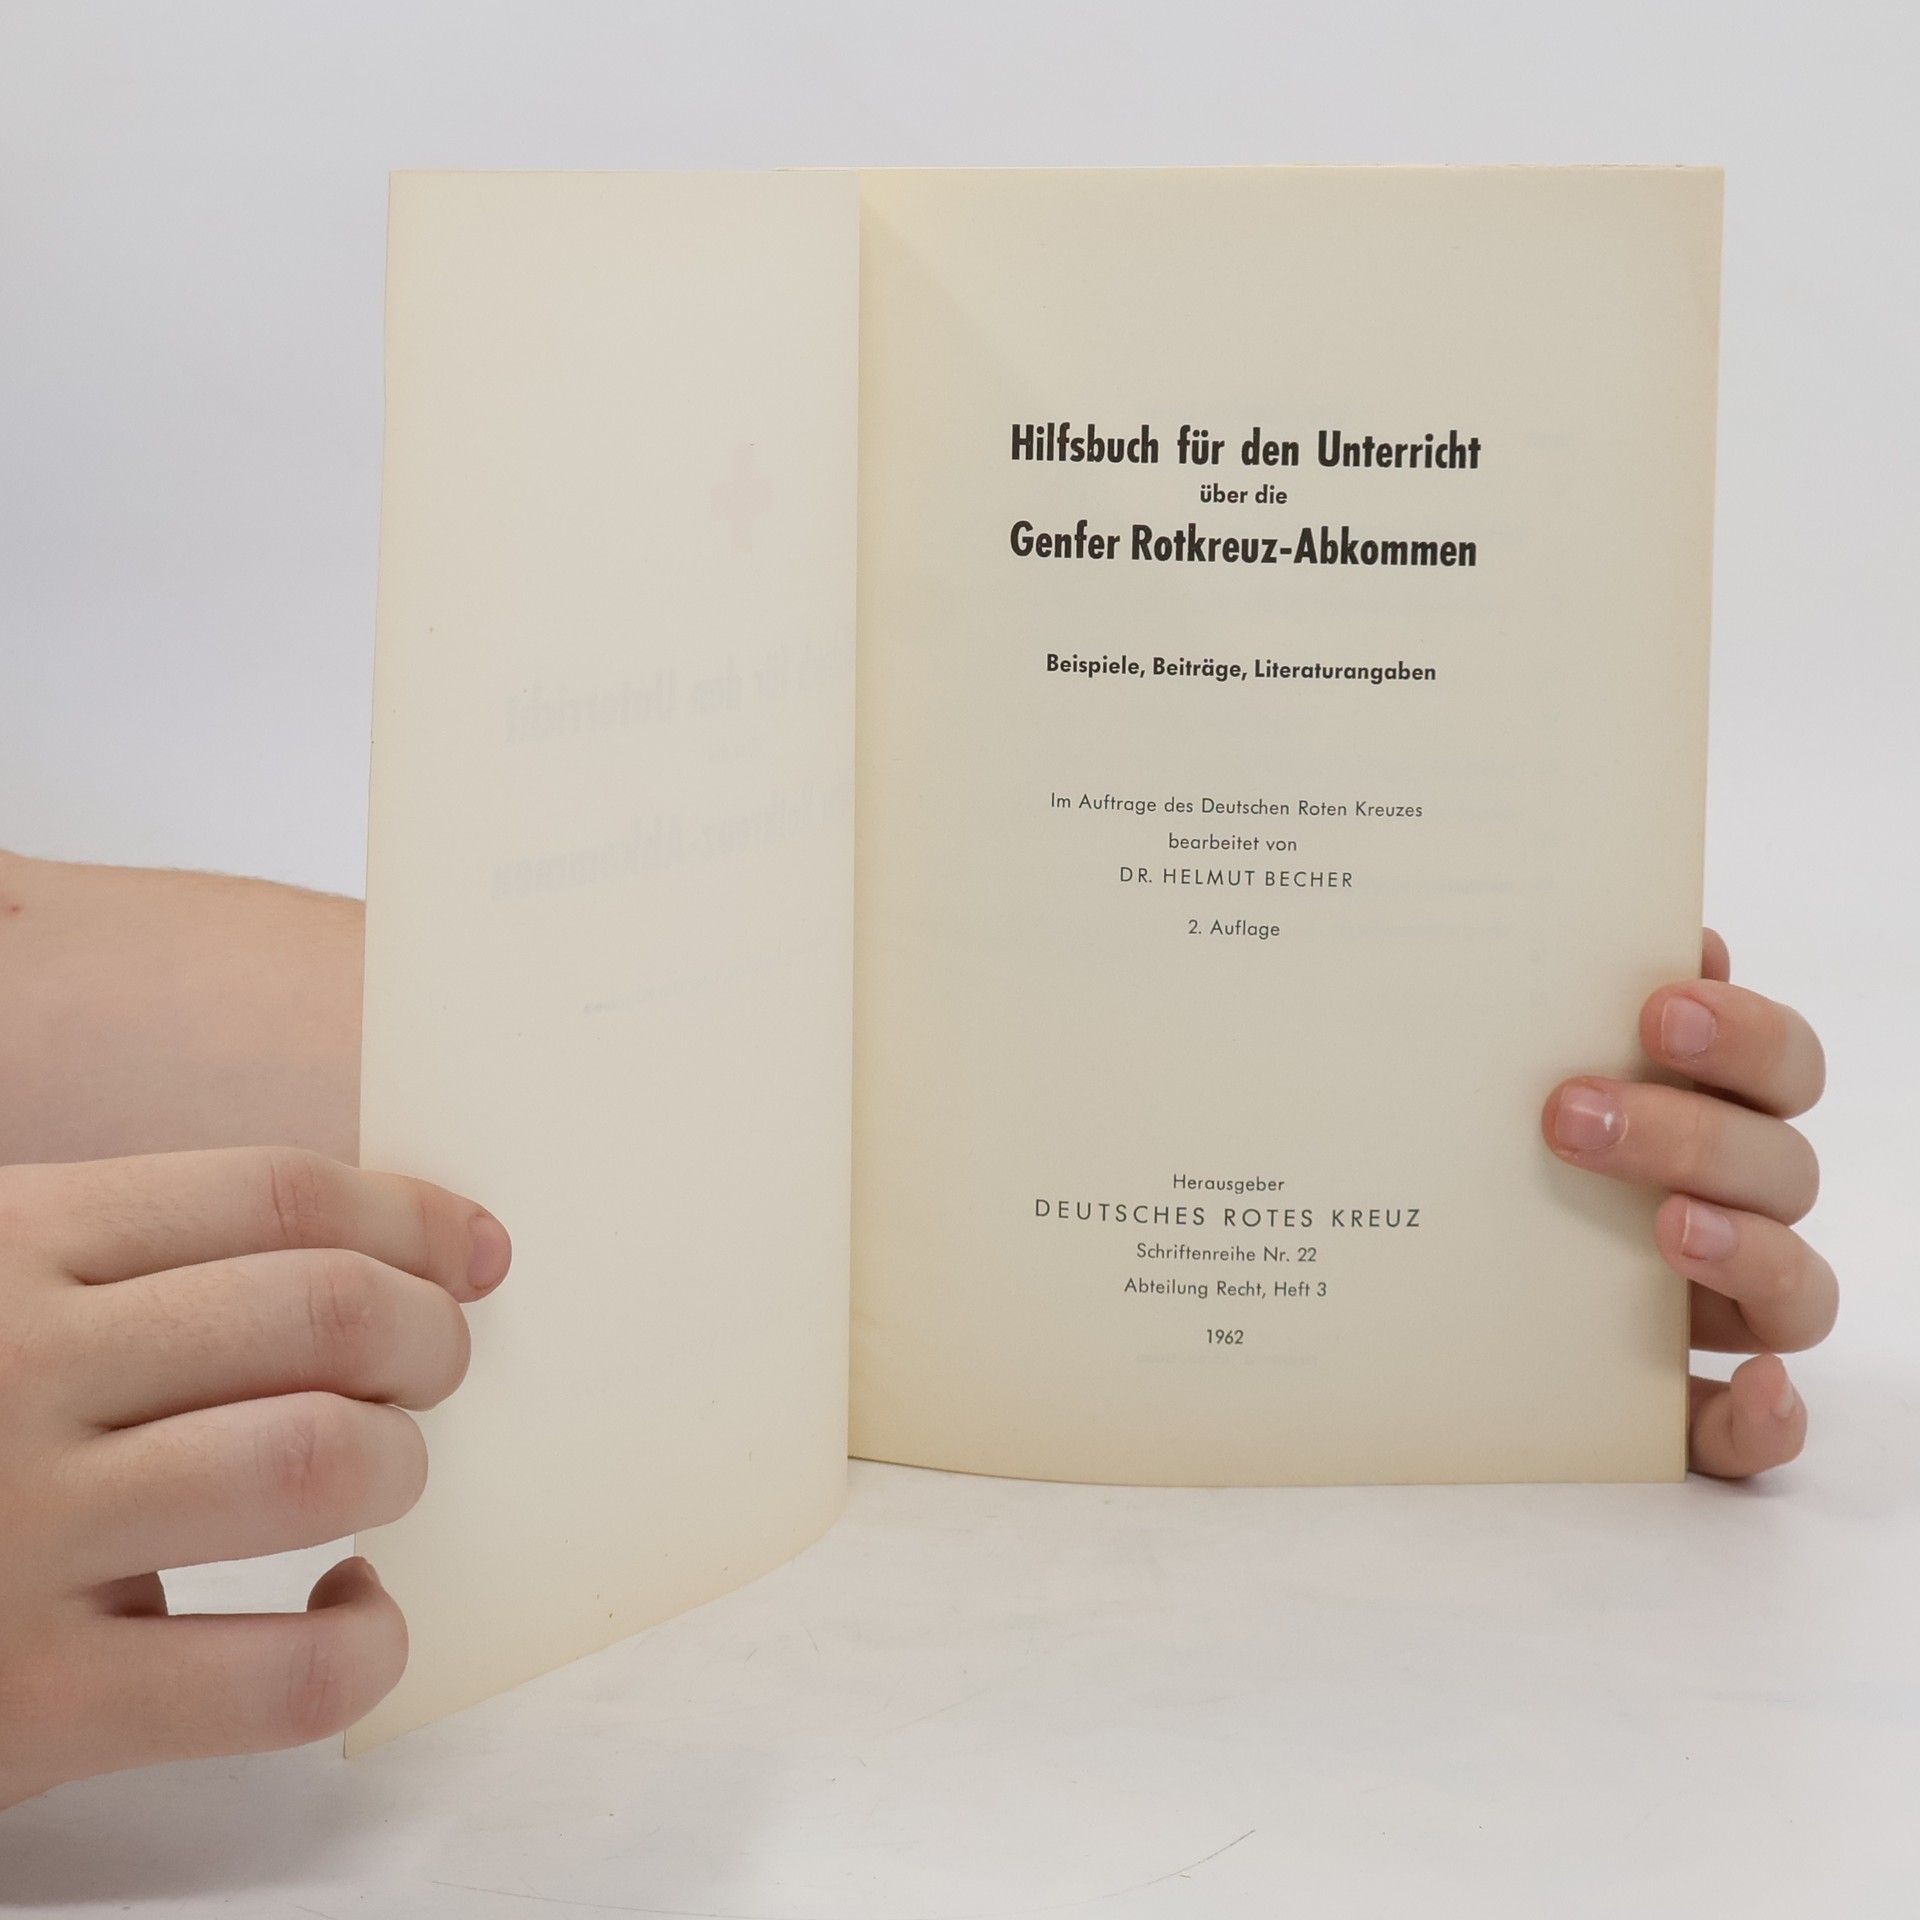 Hilfsbuch für den Unterricht
über die
Genfer Rotkreuz-Abkommen
Beispiele, Beiträge, Literaturangaben
Im Auftrage des Deutschen Roten Kreuzes
bearbeitet von
DR. HELMUT BECHER
2. Auflage
Herausgeber
DEUTSCHES ROTES KREUZ
Schriftenreihe Nr. 22
Abteilung Recht, Heft 3
1962